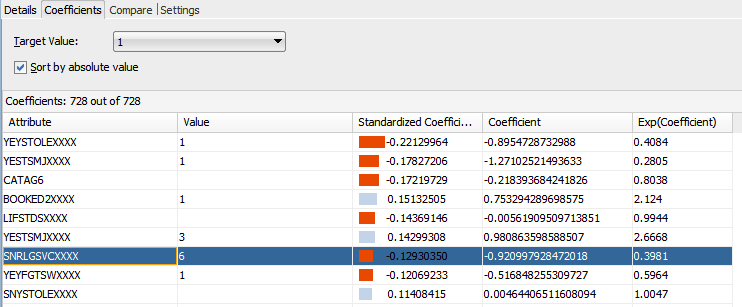 Details Coefficients Compare Settings
Target Value: 1
Sort by absolute value
Coefficients: 728 out of 728
Attribute Value Standardized Coeffici... Coefficient Exp(Coefficient)
YEYSTOLEXXXX 1 -0.22129964 -0.8954728732988 0.4084
YESTSMJXXXX 1 -0.17827206 -1.27102521493633 0.2805
CATAG6 -0.17219729 -0.218393684241826 0.8038
BOOKED2XXXX 1 0.15132505 0.753294289698575 2.124
LIFSTDSXXXX -0.14369146 -0.00561909509713851 0.9944
YESTSMJXXXX 3 0.14299308 0.980863598588507 2.6668
SNRLGSVCXXXX 6 -0.12930350 -0.920997928472018 0.3981
YEYFGTSWXXXX 1 -0.12069233 -0.516848255309727 0.5964
SNYSTOLEXXXX 0.11408415 0.00464406511608094 1.0047